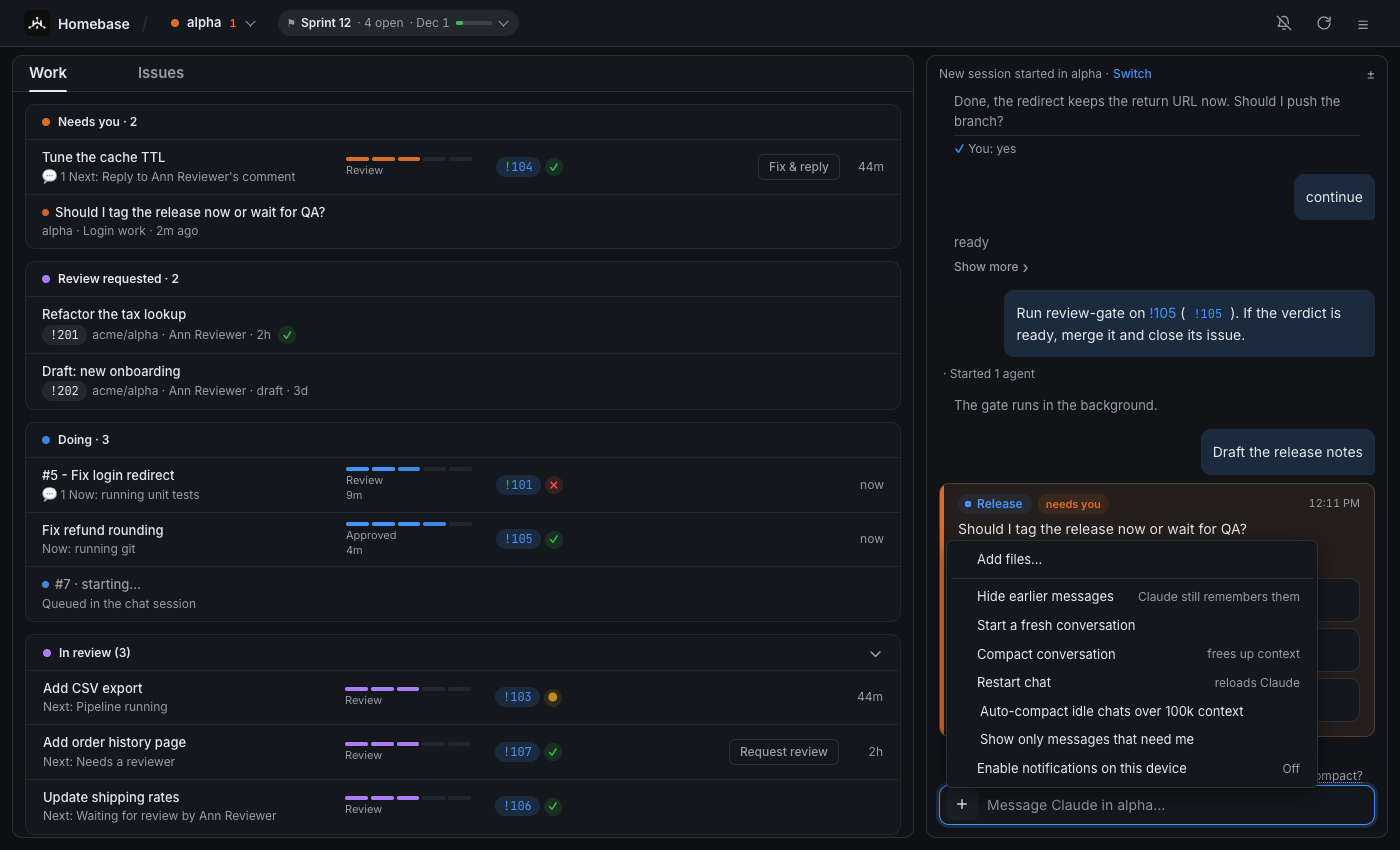 Homebase / alpha 1 Sprint 12 · 4 open · Dec 1
Work Issues
Needs you · 2
Tune the cache TTL
1 Next: Reply to Ann Reviewer's comment
Review
!104
Fix & reply
44m
Should I tag the release now or wait for QA?
alpha · Login work · 2m ago
Review requested · 2
Refactor the tax lookup
!201 acme/alpha · Ann Reviewer · 2h
Draft: new onboarding
!202 acme/alpha · Ann Reviewer · draft · 3d
Doing · 3
#5 - Fix login redirect
1 Now: running unit tests
Review
9m
!101
now
Fix refund rounding
Now: running git
Approved
4m
!105
now
#7 · starting...
Queued in the chat session
In review (3)
Add CSV export
Next: Pipeline running
Review
!103
44m
Add order history page
Next: Needs a reviewer
Review
!107
Request review
2h
Update shipping rates
Next: Waiting for review by Ann Reviewer
Review
!106
New session started in alpha · Switch
Done, the redirect keeps the return URL now. Should I push the
branch?
You: yes
continue
ready
Show more ›
Run review-gate on !105 ( !105 ). If the verdict is
ready, merge it and close its issue.
· Started 1 agent
The gate runs in the background.
Draft the release notes
Release needs you 12:11 PM
Should I tag the release now or wait for QA?
Add files...
Hide earlier messages Claude still remembers them
Start a fresh conversation
Compact conversation frees up context
Restart chat reloads Claude
Auto-compact idle chats over 100k context
Show only messages that need me
Enable notifications on this device Off
+ Message Claude in alpha...